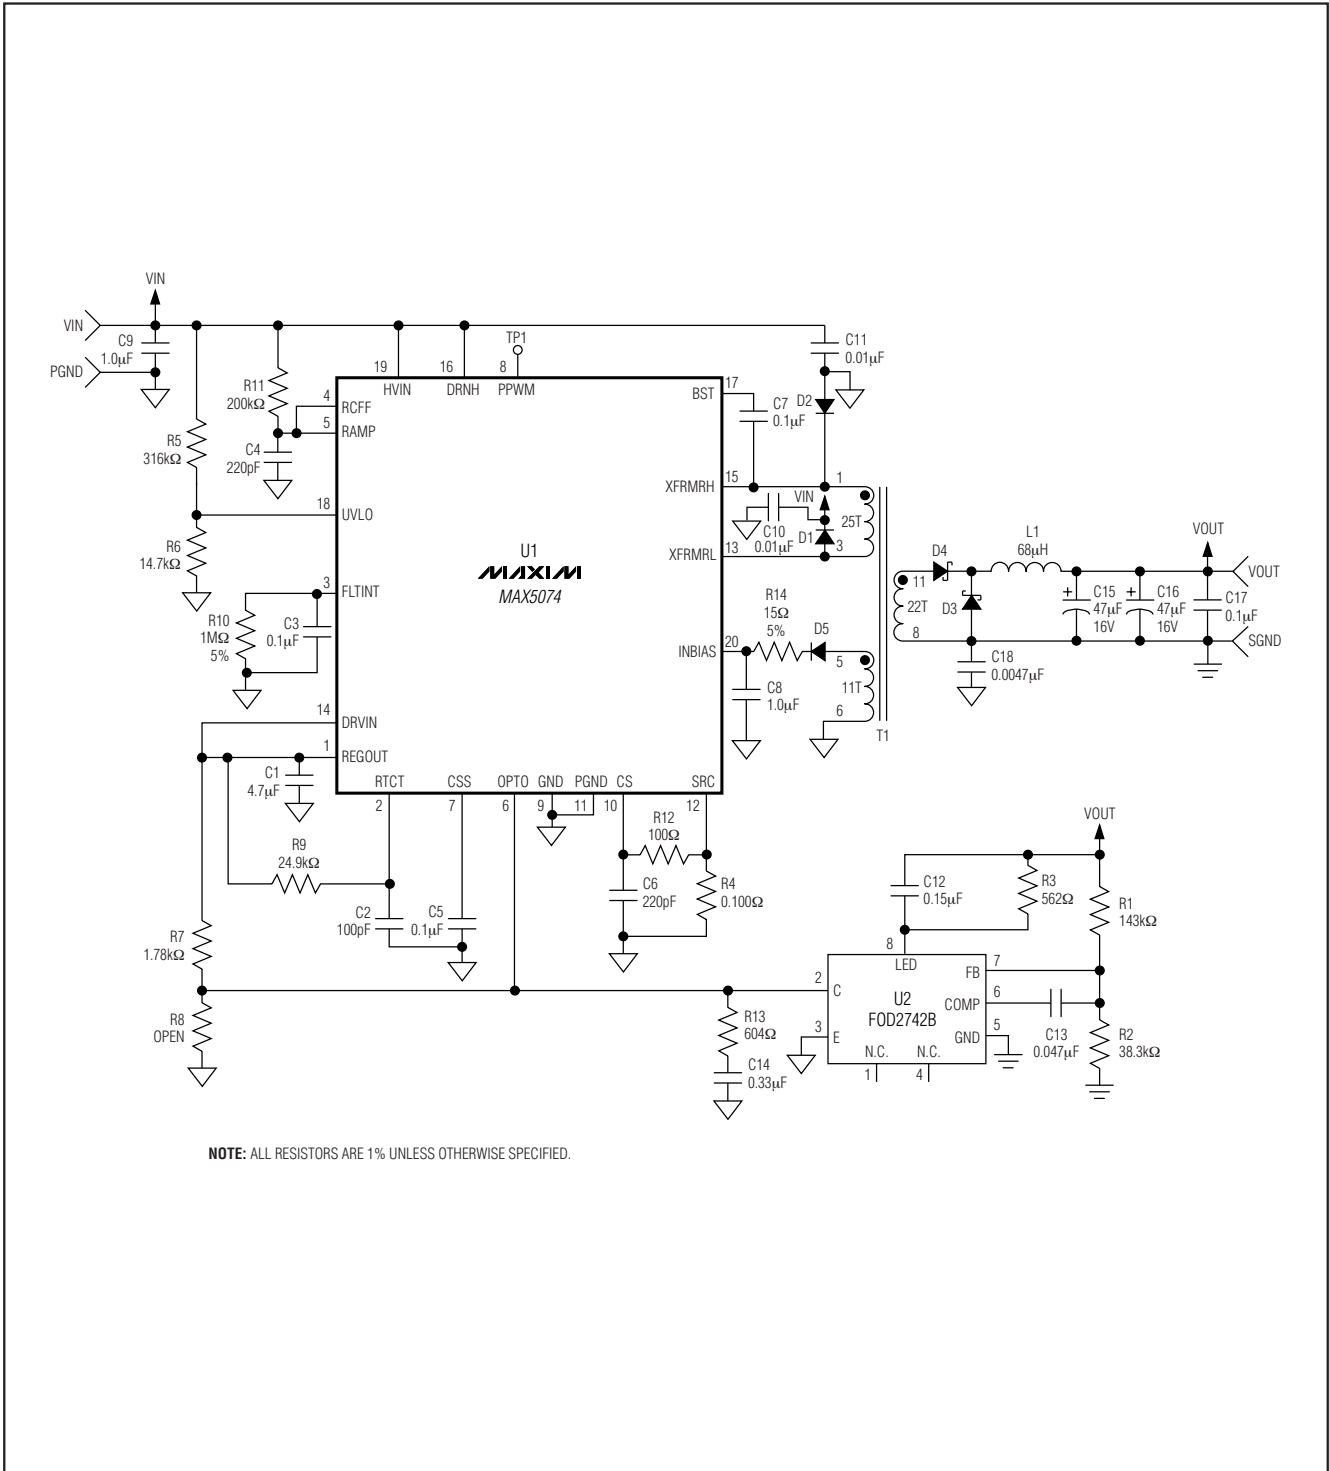 VIN
VIN
C9
1.0μF
PGND
R5
316kΩ
R6
14.7kΩ
R11
200kΩ
C4
220pF
R10
1MΩ
5%
C3
0.1μF
19
HVIN
16
DRNH
TP1
8
PPWM
4
RCFF
5
RAMP
18
UVLO
3
FLTINT
14
DRVIN
1
REGOUT
U1
MAXIM
MAX5074
17
BST
15
XFRMRH
13
XFRMRL
20
INBIAS
RTCT
2
CSS
7
OPTO
6
GND
9
PGND
11
CS
10
SRC
12
C11
0.01μF
C7
0.1μF
D2
VIN
C10
0.01μF
D1
1
25T
3
R14
15Ω
5%
D5
C8
1.0μF
5
11T
6
T1
11
22T
8
D4
D3
L1
68μH
C18
0.0047μF
C15
47μF
16V
C16
47μF
16V
C17
0.1μF
VOUT
VOUT
SGND
C1
4.7μF
R9
24.9kΩ
C2
100pF
C5
0.1μF
R7
1.78kΩ
R8
OPEN
R12
100Ω
C6
220pF
R4
0.100Ω
R13
604Ω
C14
0.33μF
VOUT
C12
0.15μF
R3
562Ω
R1
143kΩ
8
LED
7
FB
2
C
U2
FOD2742B
6
COMP
3
E
5
GND
N.C.
N.C.
1
4
C13
0.047μF
R2
38.3kΩ
+
+
NOTE: ALL RESISTORS ARE 1% UNLESS OTHERWISE SPECIFIED.